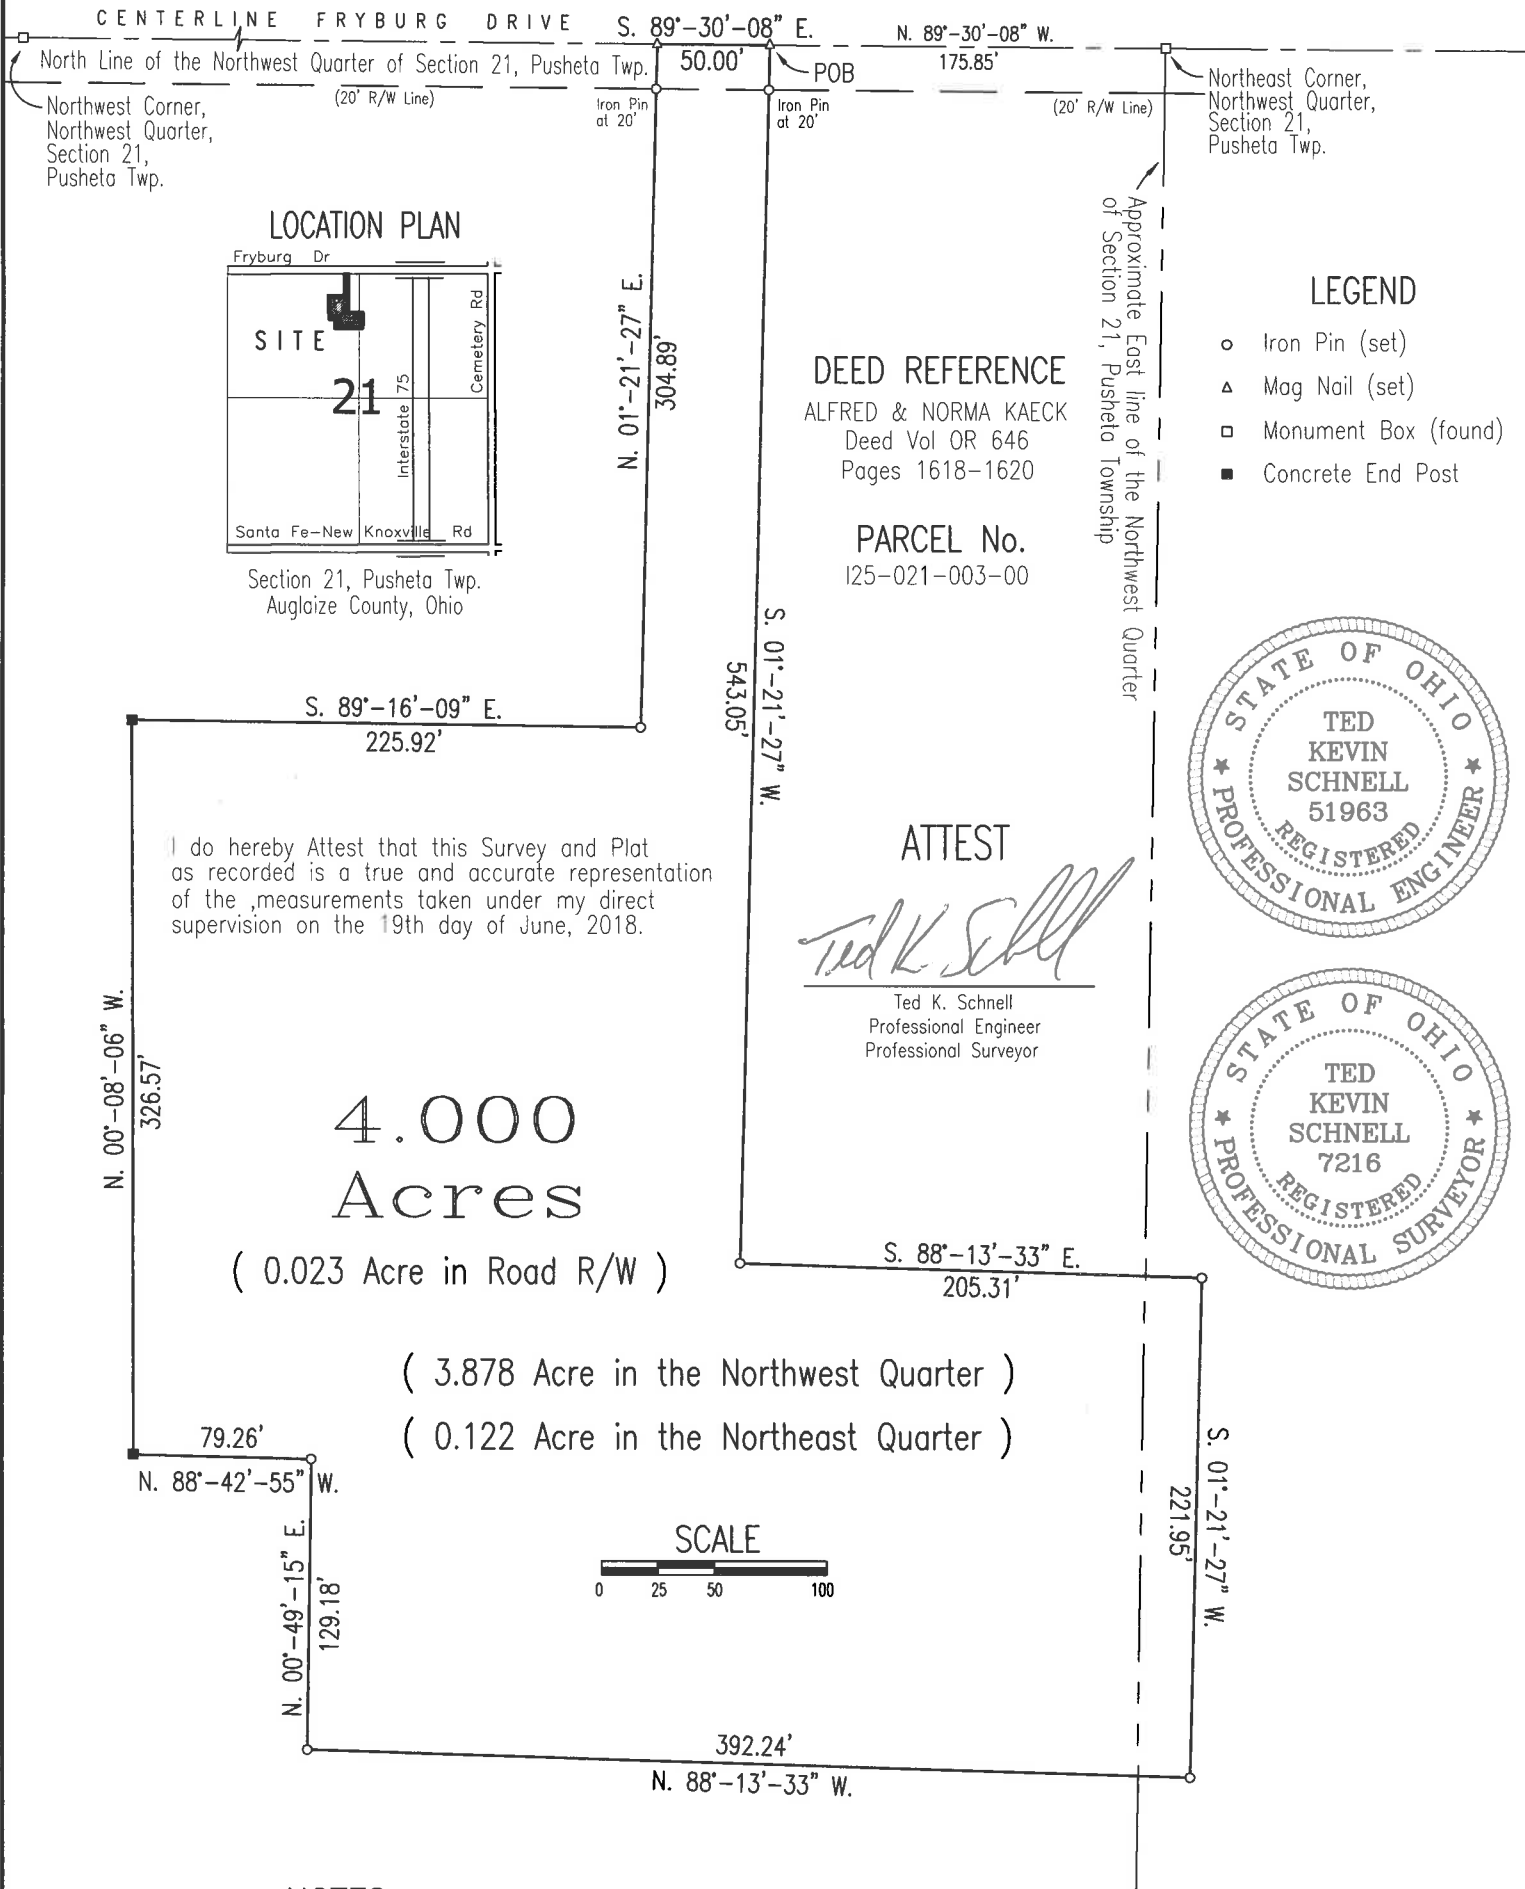 CENTERLINE FRYBURG DRIVE
S. 89°-30'-08" E.
N. 89°-30'-08" W.
North Line of the Northwest Quarter of Section 21, Pusheta Twp.
50.00'
POB
175.85'
(20' R/W Line)
Iron Pin
at 20'
Iron Pin
at 20'
(20' R/W Line)
Northwest Corner,
Northwest Quarter,
Section 21,
Pusheta Twp.
Northeast Corner,
Northwest Quarter,
Section 21,
Pusheta Twp.
LOCATION PLAN
Fryburg Dr
SITE
21
Interstate 75
Cemetery Rd
Santa Fe-New Knoxville Rd
Section 21, Pusheta Twp.
Auglaize County, Ohio
N. 01°-21'-27" E.
304.89'
DEED REFERENCE
ALFRED & NORMA KAECK
Deed Vol OR 646
Pages 1618-1620
PARCEL No.
I25-021-003-00
Approximate East line of the Northwest Quarter
of Section 21, Pusheta Township
LEGEND
Iron Pin (set)
Mag Nail (set)
Monument Box (found)
Concrete End Post
S. 01°-21'-27" W.
543.05'
S. 89°-16'-09" E.
225.92'
I do hereby Attest that this Survey and Plat
as recorded is a true and accurate representation
of the ,measurements taken under my direct
supervision on the 19th day of June, 2018.
ATTEST
Ted K. Schnell
Ted K. Schnell
Professional Engineer
Professional Surveyor
STATE OF OHIO
TED
KEVIN
SCHNELL
51963
REGISTERED
★ PROFESSIONAL ENGINEER ★
STATE OF OHIO
TED
KEVIN
SCHNELL
7216
REGISTERED
★ PROFESSIONAL SURVEYOR ★
N. 00°-08'-06" W.
326.57'
4.000
Acres
( 0.023 Acre in Road R/W )
S. 88°-13'-33" E.
205.31'
( 3.878 Acre in the Northwest Quarter )
( 0.122 Acre in the Northeast Quarter )
79.26'
N. 88°-42'-55" W.
S. 01°-21'-27" W.
221.95'
N. 00°-49'-15" E.
129.18'
SCALE
0 25 50 100
392.24'
N. 88°-13'-33" W.